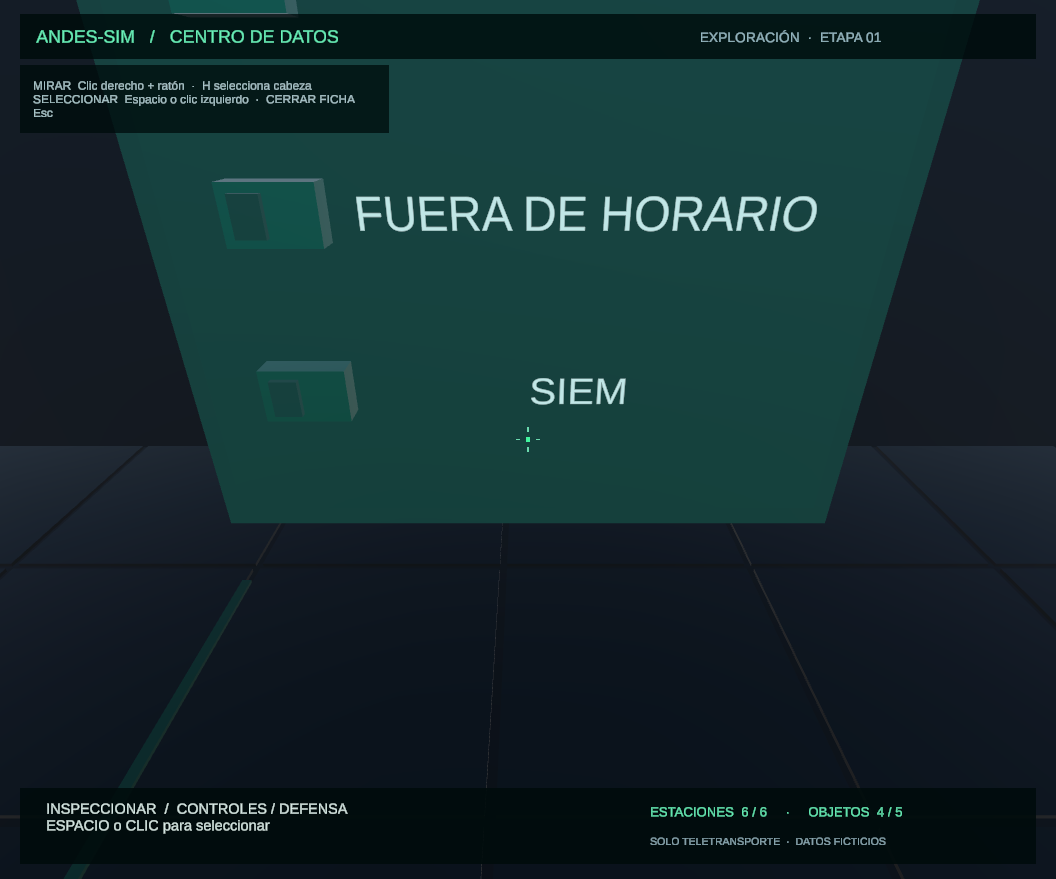 ANDES-SIM / CENTRO DE DATOS
EXPLORACIÓN · ETAPA 01
MIRAR Clic derecho + ratón · H selecciona cabeza
SELECCIONAR Espacio o clic izquierdo · CERRAR FICHA
Esc
FUERA DE HORARIO
SIEM
INSPECCIONAR / CONTROLES / DEFENSA
ESPACIO o CLIC para seleccionar
ESTACIONES 6 / 6 · OBJETOS 4 / 5
SOLO TELETRANSPORTE · DATOS FICTICIOS